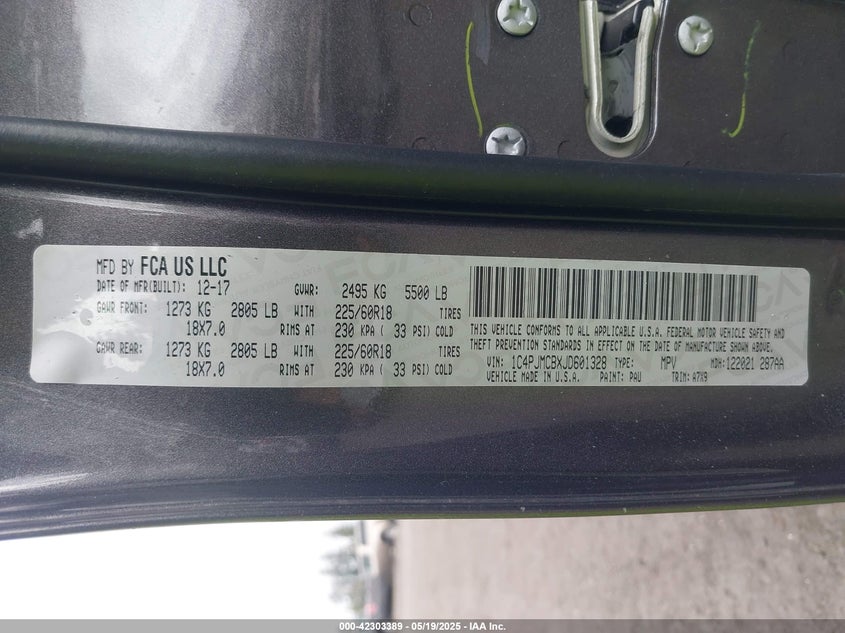 MFD BY FCA US LLC
DATE OF MFR(BUILT): 12-17 GVWR: 2495 KG 5500 LB
GAWR FRONT: 1273 KG 2805 LB WITH 225/60R18 TIRES
18X7.0 RIMS AT 230 KPA ( 33 PSI) COLD
GAWR REAR: 1273 KG 2805 LB WITH 225/60R18 TIRES
18X7.0 RIMS AT 230 KPA ( 33 PSI) COLD
THIS VEHICLE CONFORMS TO ALL APPLICABLE U.S.A. FEDERAL MOTOR VEHICLE SAFETY AND
THEFT PREVENTION STANDARDS IN EFFECT ON THE DATE OF MANUFACTURE SHOWN ABOVE.
VIN: 1C4PJMCBXJD601328 TYPE: MPV MDH: 122021 287AA
VEHICLE MADE IN U.S.A. PAINT: PAU TRIM: A7X9
000-42303389 - 05/19/2025 - IAA Inc. ©